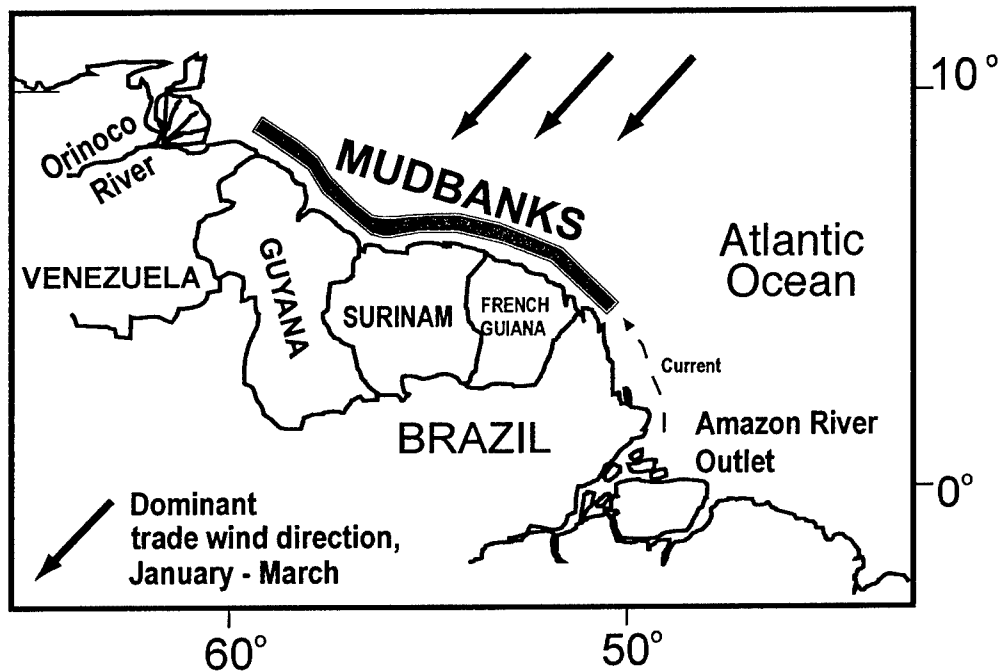 10°
Orinoco
River
MUDBANKS
Atlantic
Ocean
VENEZUELA
GUYANA
SURINAM
FRENCH
GUIANA
Current
BRAZIL
Amazon River
Outlet
0°
Dominant
trade wind direction,
January - March
60°
50°